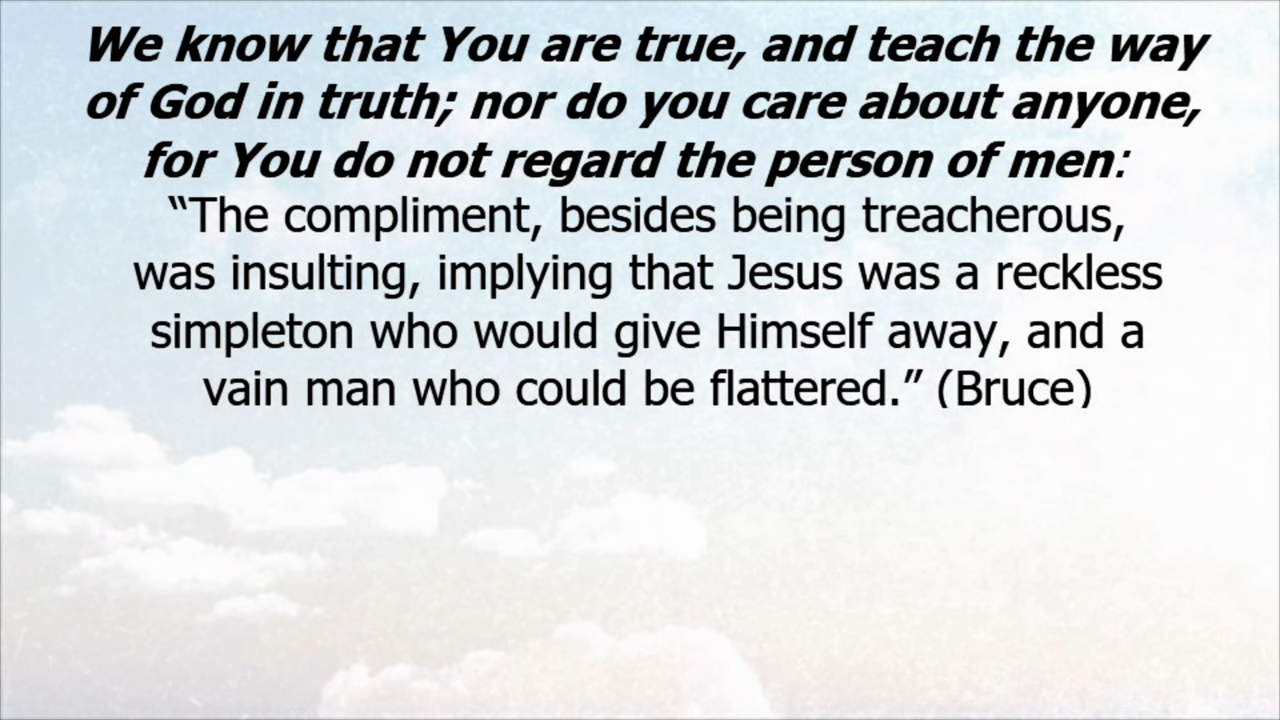 We know that You are true, and teach the way
of God in truth; nor do you care about anyone,
for You do not regard the person of men:
“The compliment, besides being treacherous,
was insulting, implying that Jesus was a reckless
simpleton who would give Himself away, and a
vain man who could be flattered.” (Bruce)